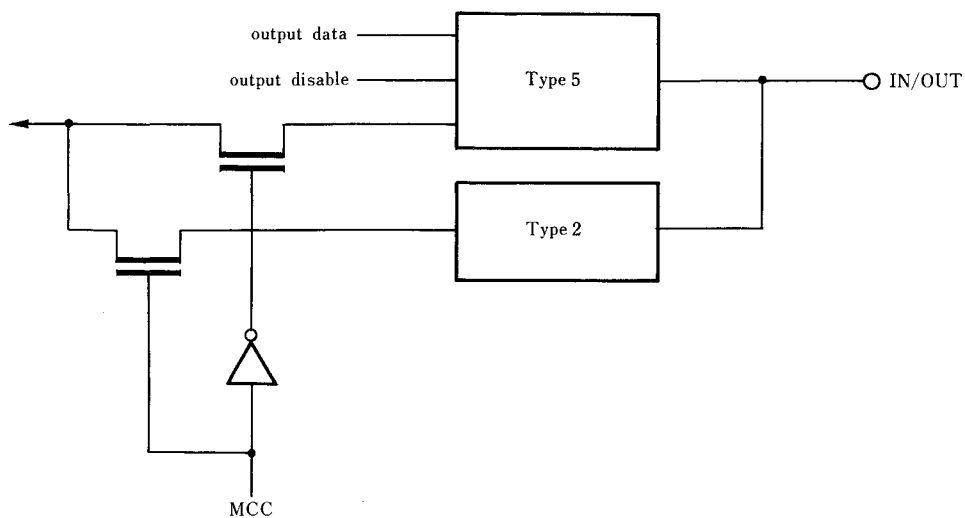 output data
output disable
Type 5
IN/OUT
Type 2
MCC